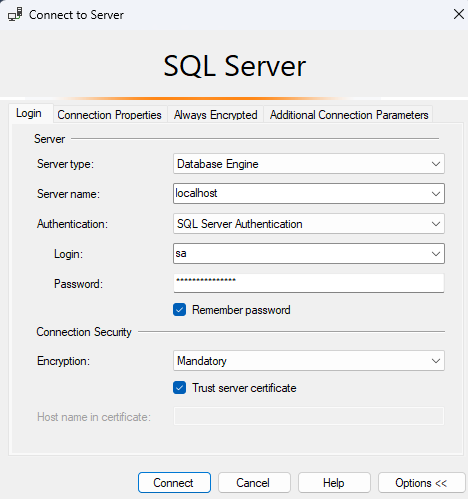 Connect to Server
SQL Server
Login Connection Properties Always Encrypted Additional Connection Parameters
Server
Server type: Database Engine
Server name: localhost
Authentication: SQL Server Authentication
Login: sa
Password: ***************
Remember password
Connection Security
Encryption: Mandatory
Trust server certificate
Host name in certificate:
Connect Cancel Help Options <<